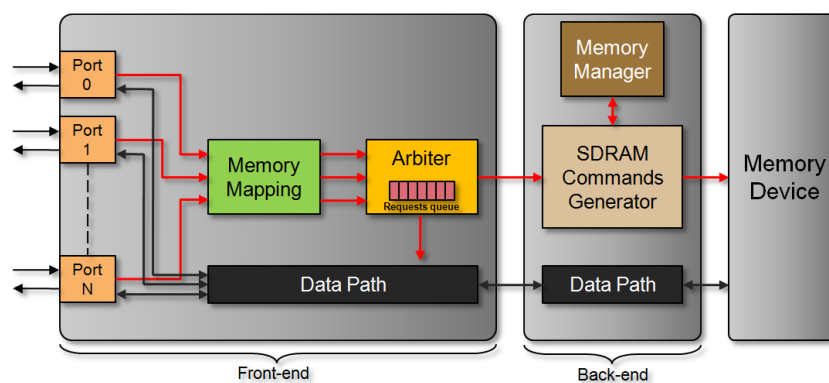 Port
0
Port
1
Port
N
Memory
Mapping
Arbiter
Requests queue
Data Path
Front-end
Memory
Manager
SDRAM
Commands
Generator
Data Path
Back-end
Memory
Device